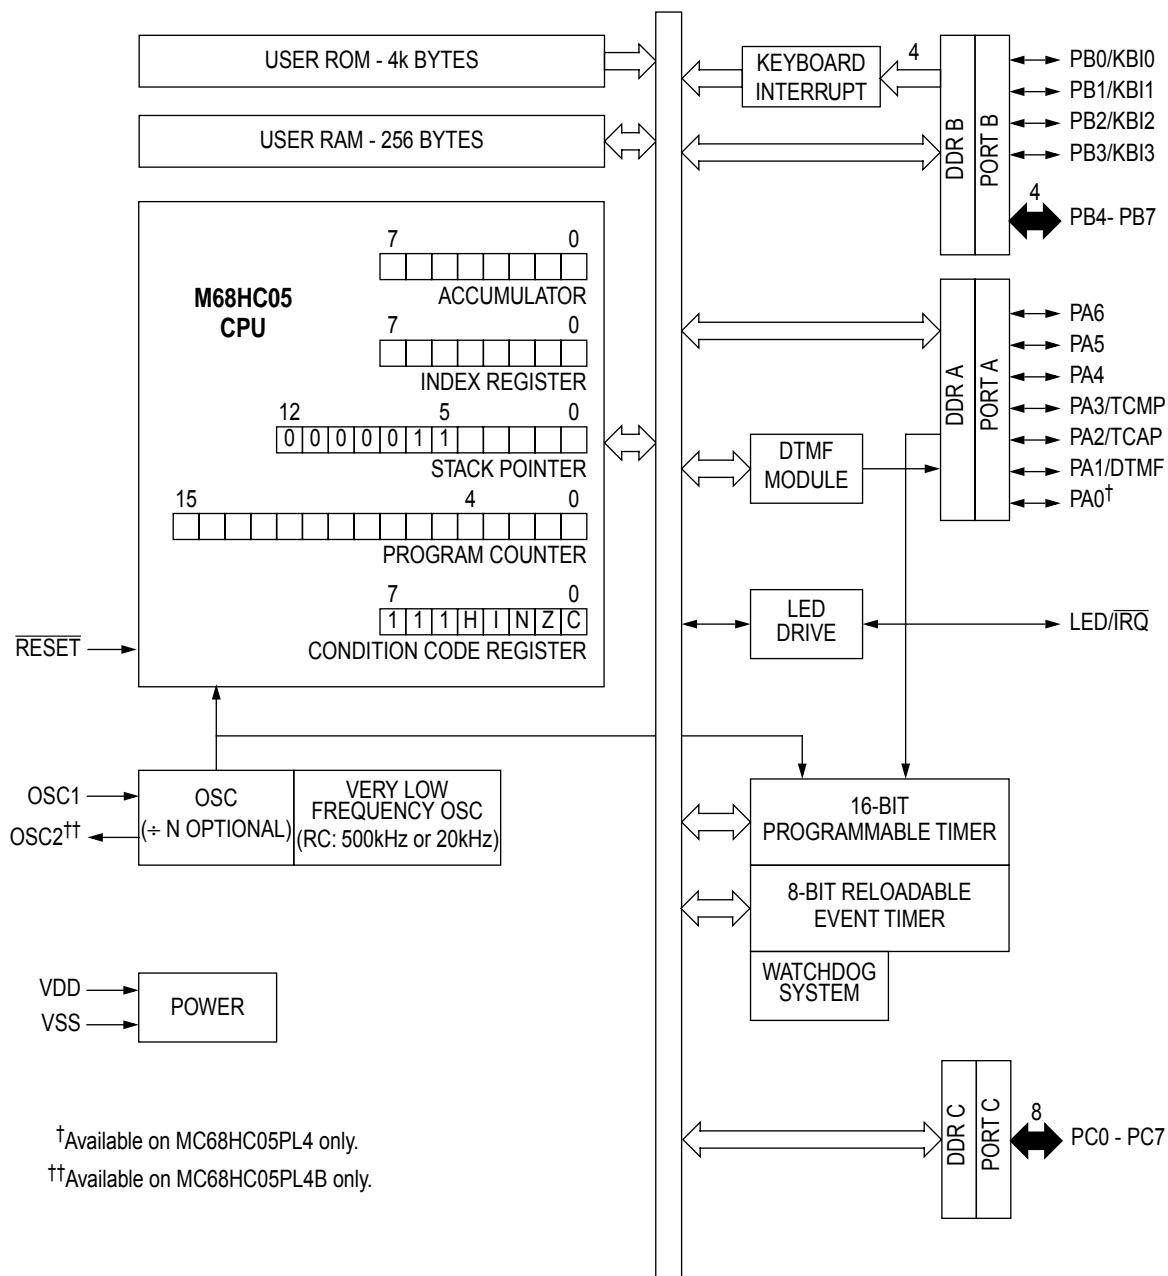 USER ROM - 4k BYTES
USER RAM - 256 BYTES
M68HC05
CPU
7 0
ACCUMULATOR
7 0
INDEX REGISTER
12 5 0
0 0 0 0 0 1 1
STACK POINTER
15 4 0
PROGRAM COUNTER
7 0
1 1 1 H I N Z C
CONDITION CODE REGISTER
RESET
OSC1
OSC2††
OSC
(÷ N OPTIONAL)
VERY LOW
FREQUENCY OSC
(RC: 500kHz or 20kHz)
VDD
VSS
POWER
†Available on MC68HC05PL4 only.
††Available on MC68HC05PL4B only.
KEYBOARD
INTERRUPT
4
DDR B
PORT B
PB0/KBI0
PB1/KBI1
PB2/KBI2
PB3/KBI3
4
PB4- PB7
DDR A
PORT A
PA6
PA5
PA4
PA3/TCMP
PA2/TCAP
PA1/DTMF
PA0†
DTMF
MODULE
LED
DRIVE
LED/IRQ
16-BIT
PROGRAMMABLE TIMER
8-BIT RELOADABLE
EVENT TIMER
WATCHDOG
SYSTEM
DDR C
PORT C
8
PC0 - PC7